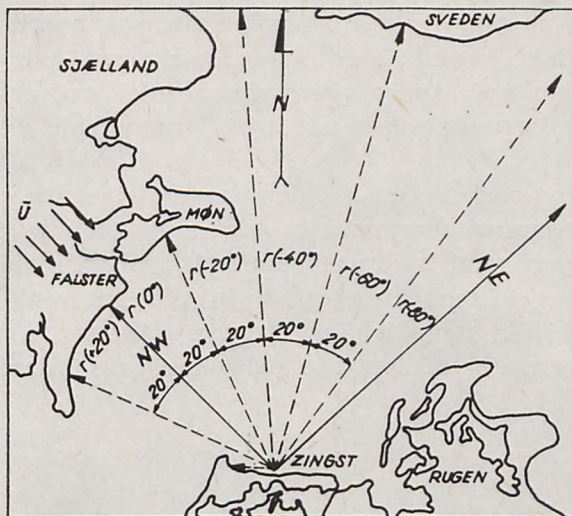 SVEDEN
SJÆLLAND
N
Ū
MØN
FALSTER
r(+20°)
r(0°)
NW
r(-20°)
r(-40°)
r(-60°)
r(-80°)
NE
20°
20°
20°
20°
20°
ZINGST
RUGEN